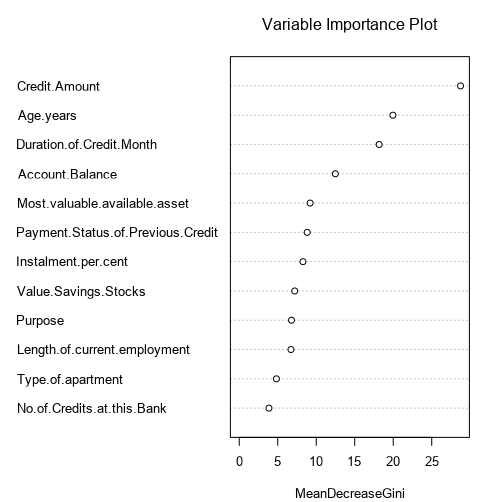 Variable Importance Plot
Credit.Amount
Age.years
Duration.of.Credit.Month
Account.Balance
Most.valuable.available.asset
Payment.Status.of.Previous.Credit
Instalment.per.cent
Value.Savings.Stocks
Purpose
Length.of.current.employment
Type.of.apartment
No.of.Credits.at.this.Bank
0 5 10 15 20 25
MeanDecreaseGini